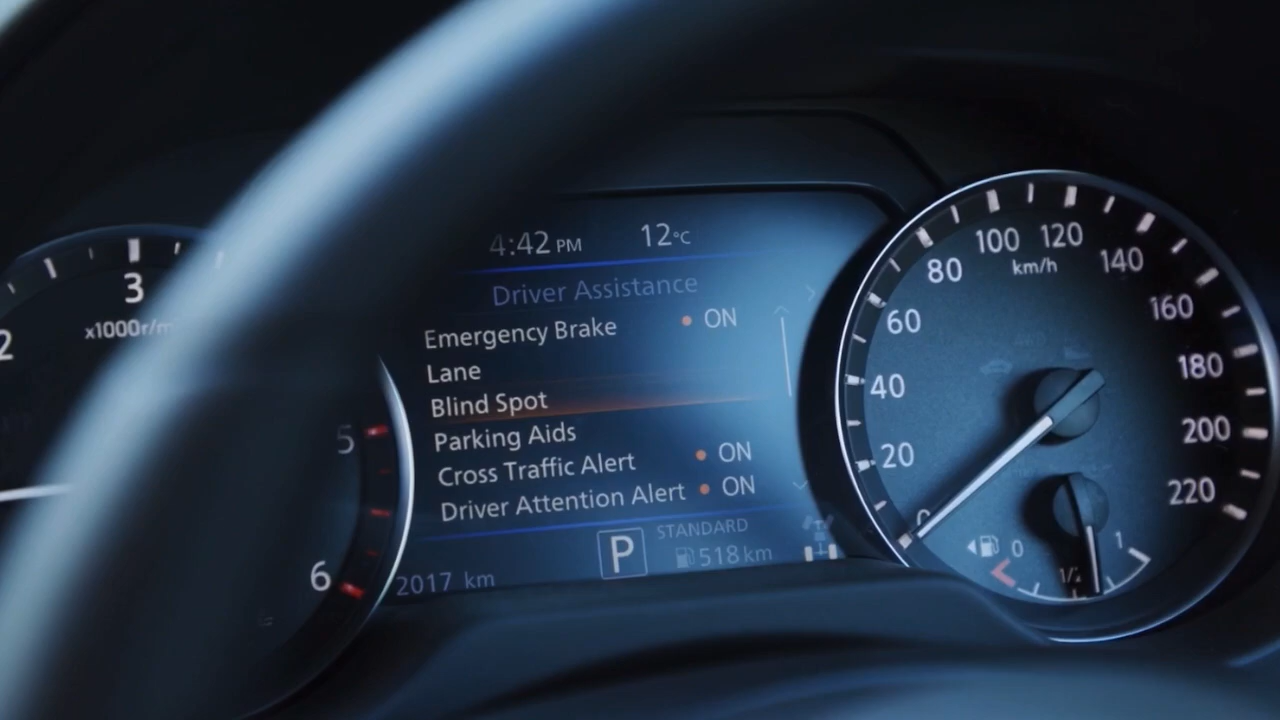 4:42 PM 12°C
Driver Assistance
Emergency Brake ON
Lane
Blind Spot
Parking Aids
Cross Traffic Alert ON
Driver Attention Alert ON
P STANDARD
518 km
2017 km
2
3
x1000r/m
5
6
0
20
40
60
80
100
120
km/h
140
160
180
200
220
0 1/2 1